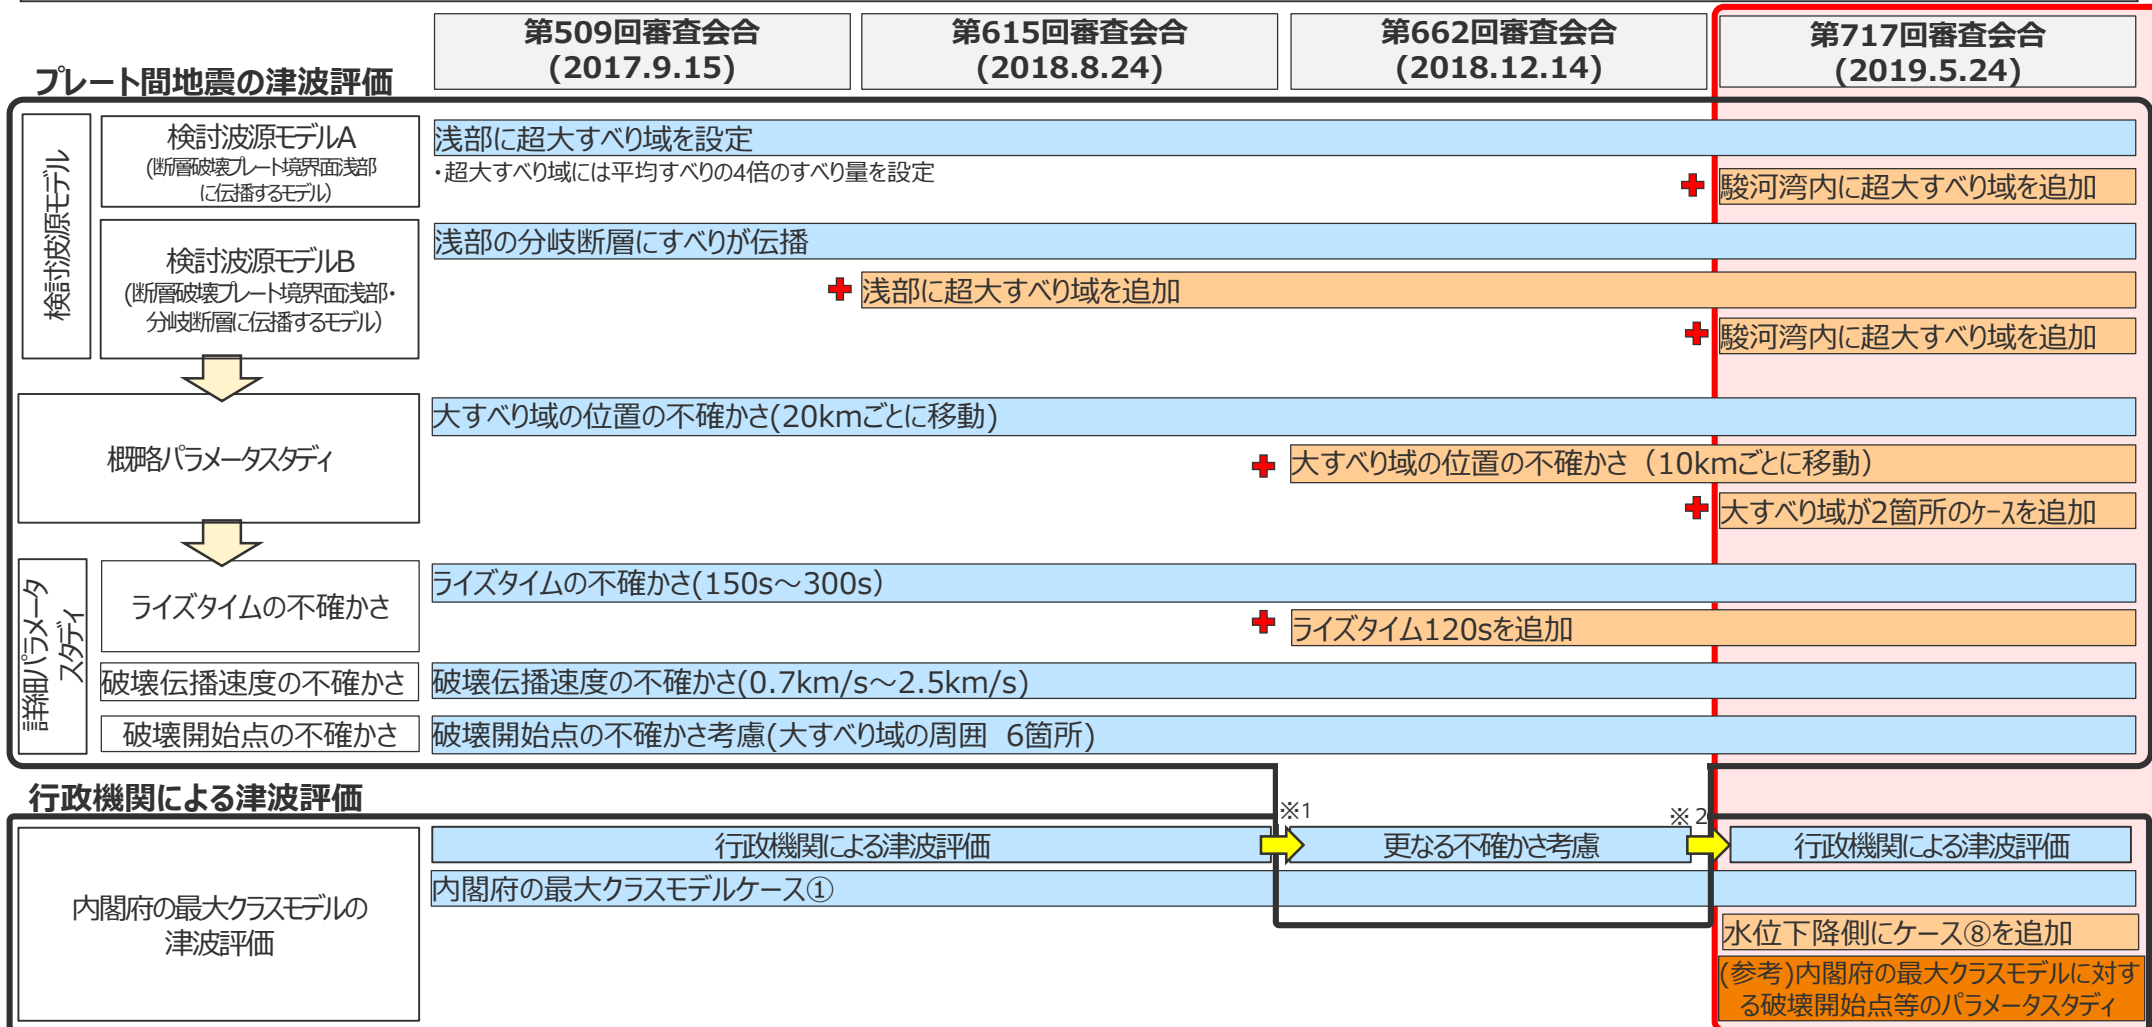 第509回審査会合
(2017.9.15)
第615回審査会合
(2018.8.24)
第662回審査会合
(2018.12.14)
第717回審査会合
(2019.5.24)
プレート間地震の津波評価
検討波源モデル
検討波源モデルA
(断層破壊プレート境界面浅部
に伝播するモデル)
浅部に超大すべり域を設定
・超大すべり域には平均すべりの4倍のすべり量を設定
駿河湾内に超大すべり域を追加
検討波源モデルB
(断層破壊プレート境界面浅部・
分岐断層に伝播するモデル)
浅部の分岐断層にすべりが伝播
浅部に超大すべり域を追加
駿河湾内に超大すべり域を追加
概略パラメータスタディ
大すべり域の位置の不確かさ(20kmごとに移動)
大すべり域の位置の不確かさ（10kmごとに移動）
大すべり域が2箇所のケースを追加
詳細パラメータ
スタディ
ライズタイムの不確かさ
ライズタイムの不確かさ(150s～300s）
ライズタイム120sを追加
破壊伝播速度の不確かさ
破壊伝播速度の不確かさ(0.7km/s～2.5km/s)
破壊開始点の不確かさ
破壊開始点の不確かさ考慮(大すべり域の周囲 6箇所)
行政機関による津波評価
※1
※2
内閣府の最大クラスモデルの
津波評価
行政機関による津波評価
更なる不確かさ考慮
行政機関による津波評価
内閣府の最大クラスモデルケース①
水位下降側にケース⑧を追加
(参考)内閣府の最大クラスモデルに対す
る破壊開始点等のパラメータスタディ